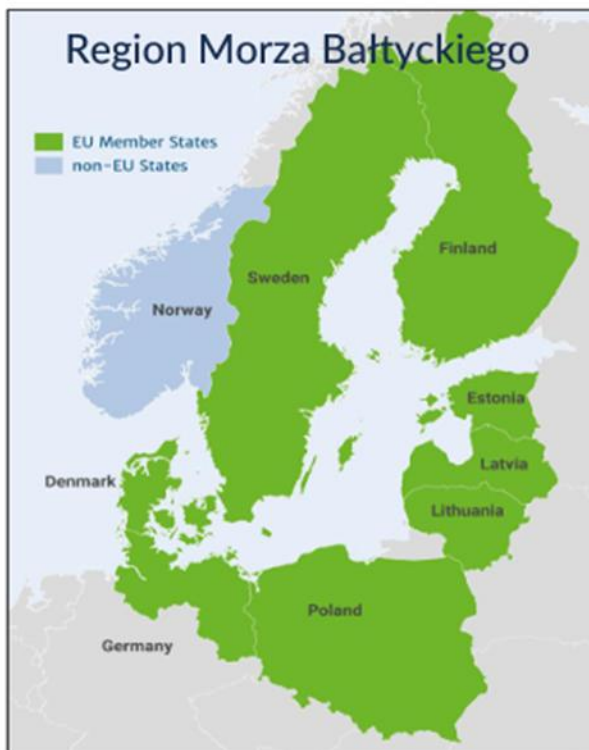 Region Morza Bałtyckiego
EU Member States
non-EU States
Finland
Sweden
Norway
Estonia
Latvia
Denmark
Lithuania
Poland
Germany